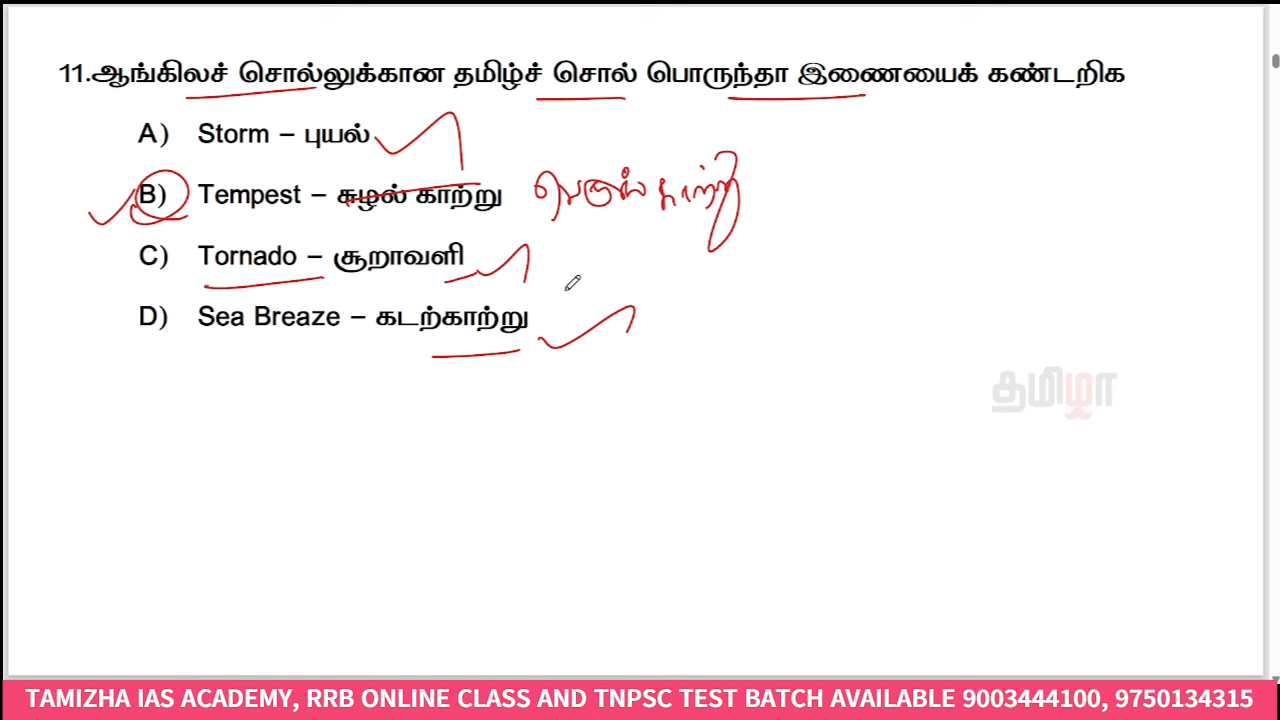 11.ஆங்கிலச் சொல்லுக்கான தமிழ்ச் சொல் பொருந்தா இணையைக் கண்டறிக
A) Storm – புயல்
B) Tempest – சுழல் காற்று பெருங் காற்று
C) Tornado – சூறாவளி
D) Sea Breaze – கடற்காற்று
தமிழா
TAMIZHA IAS ACADEMY, RRB ONLINE CLASS AND TNPSC TEST BATCH AVAILABLE 9003444100, 9750134315